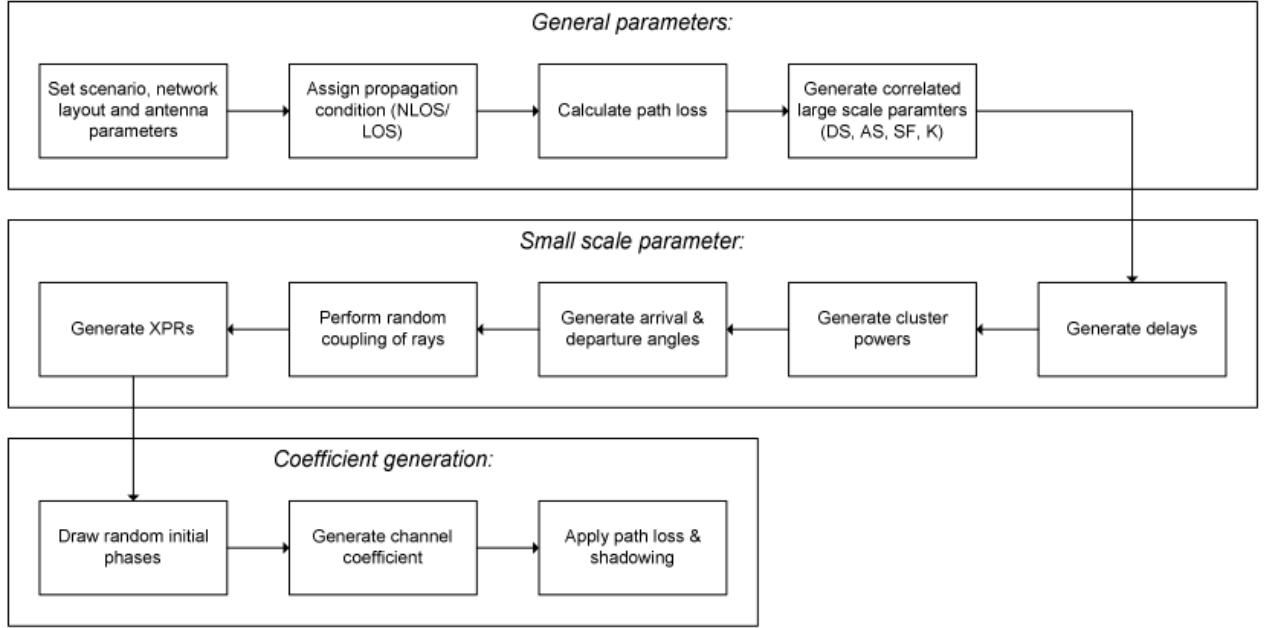 General parameters:
Set scenario, network
layout and antenna
parameters
Assign propagation
condition (NLOS/
LOS)
Calculate path loss
Generate correlated
large scale paramters
(DS, AS, SF, K)
Small scale parameter:
Generate XPRs
Perform random
coupling of rays
Generate arrival &
departure angles
Generate cluster
powers
Generate delays
Coefficient generation:
Draw random initial
phases
Generate channel
coefficient
Apply path loss &
shadowing